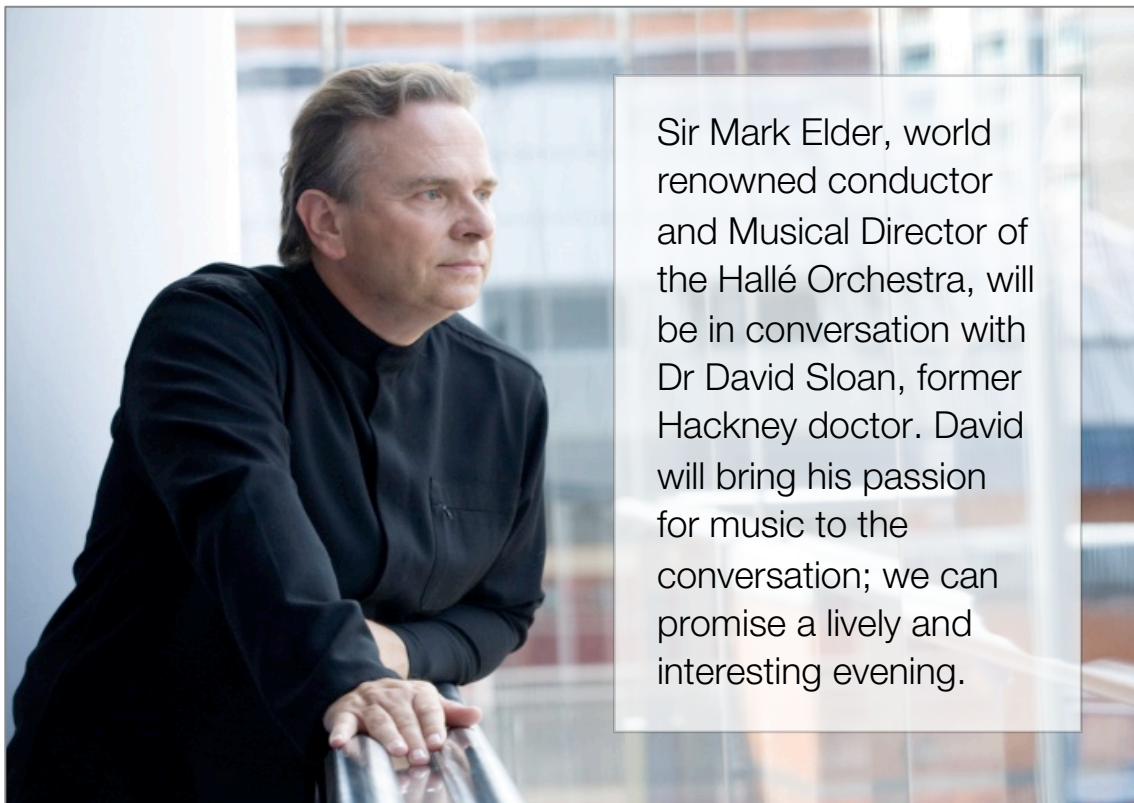 Sir Mark Elder, world
renowned conductor
and Musical Director of
the Hallé Orchestra, will
be in conversation with
Dr David Sloan, former
Hackney doctor. David
will bring his passion
for music to the
conversation; we can
promise a lively and
interesting evening.